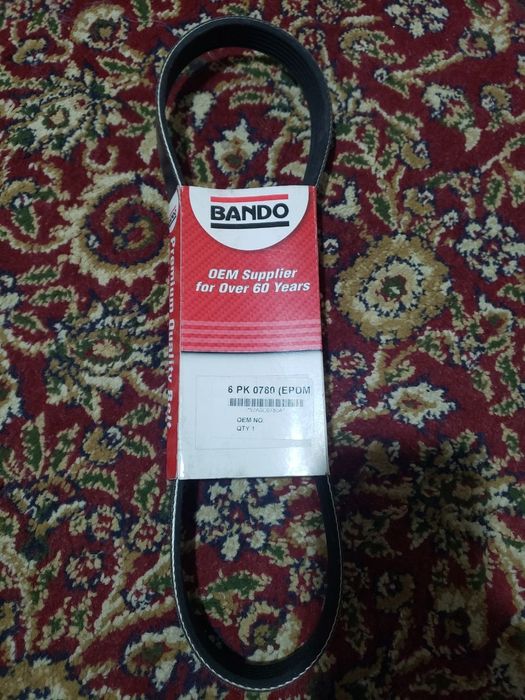 BANDO
OEM Supplier
for Over 60 Years
Premium Quality Belt
6 PK 0780 (EPDM
OEM NO.
QTY 1